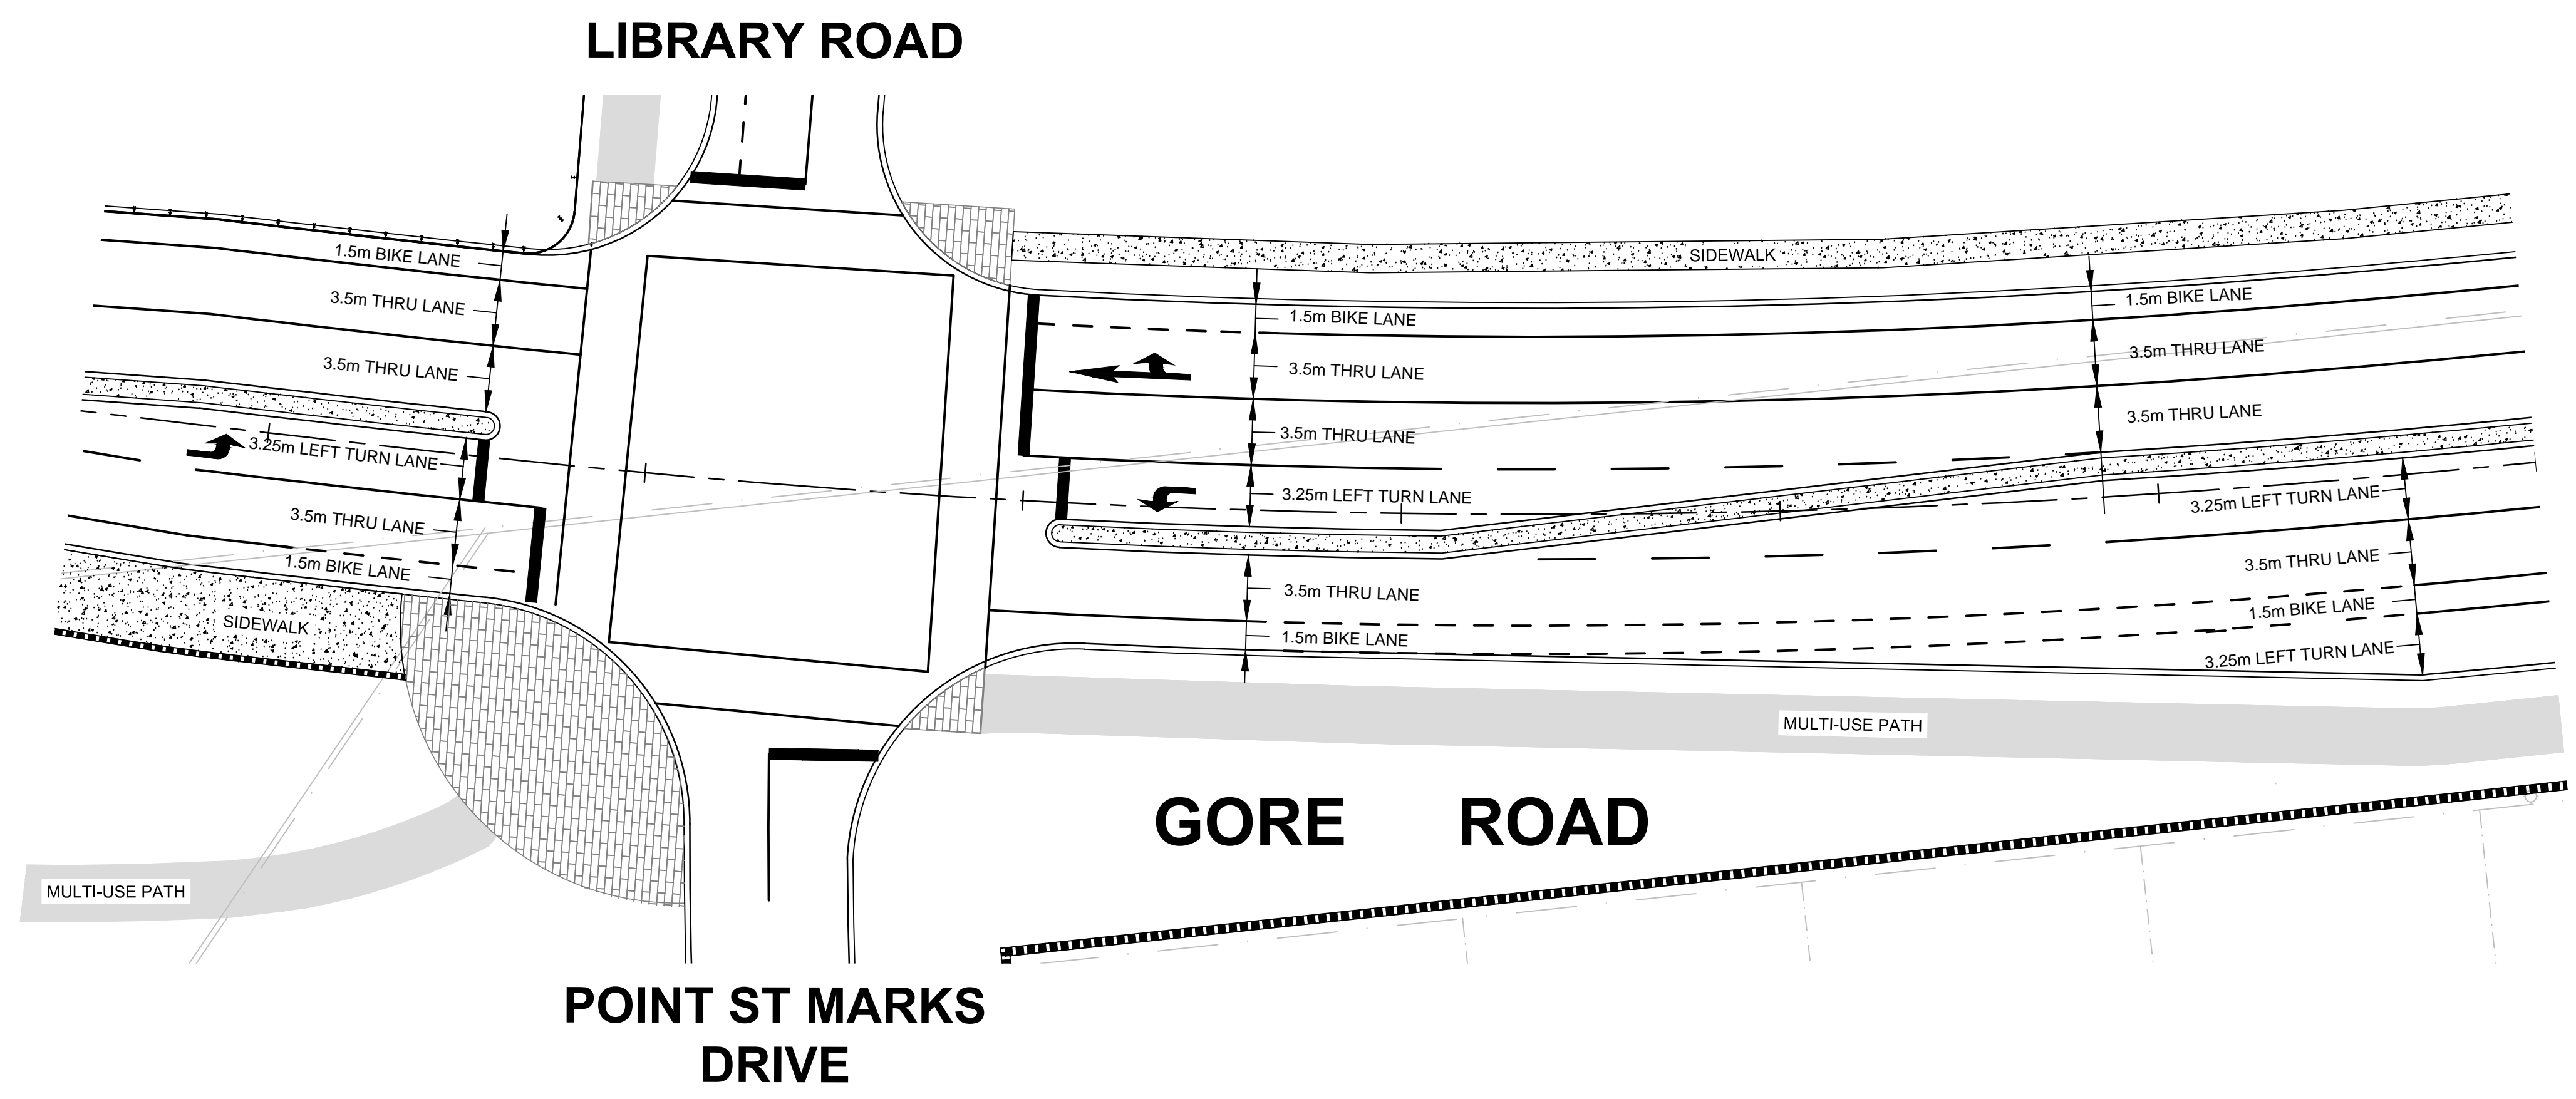 LIBRARY ROAD
1.5m BIKE LANE
3.5m THRU LANE
3.5m THRU LANE
3.25m LEFT TURN LANE
3.5m THRU LANE
1.5m BIKE LANE
SIDEWALK
MULTI-USE PATH
SIDEWALK
1.5m BIKE LANE
3.5m THRU LANE
3.5m THRU LANE
3.25m LEFT TURN LANE
3.5m THRU LANE
1.5m BIKE LANE
1.5m BIKE LANE
3.5m THRU LANE
3.5m THRU LANE
3.25m LEFT TURN LANE
3.5m THRU LANE
1.5m BIKE LANE
3.25m LEFT TURN LANE
MULTI-USE PATH
GORE ROAD
POINT ST MARKS
DRIVE